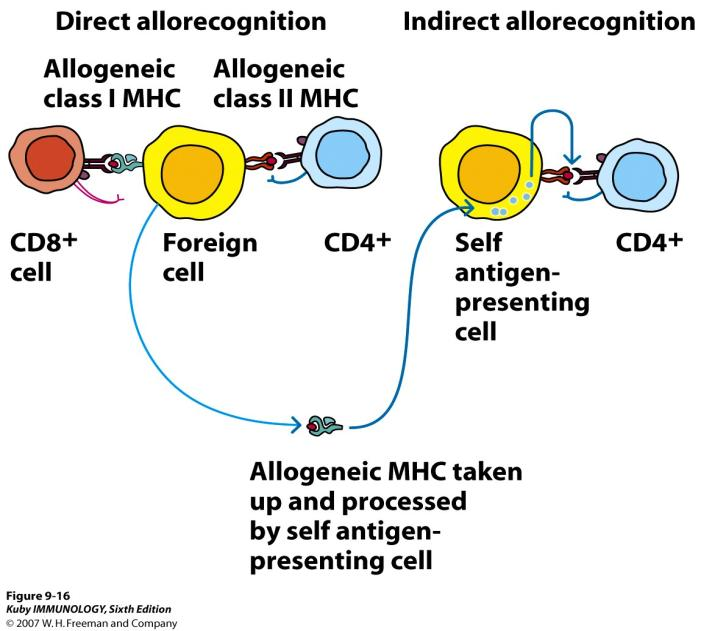 Direct allorecognition
Indirect allorecognition
Allogeneic
class I MHC
Allogeneic
class II MHC
CD8+
cell
Foreign
cell
CD4+
Self
antigen-
presenting
cell
CD4+
Allogeneic MHC taken
up and processed
by self antigen-
presenting cell
Figure 9-16
Kuby IMMUNOLOGY, Sixth Edition
© 2007 W. H. Freeman and Company